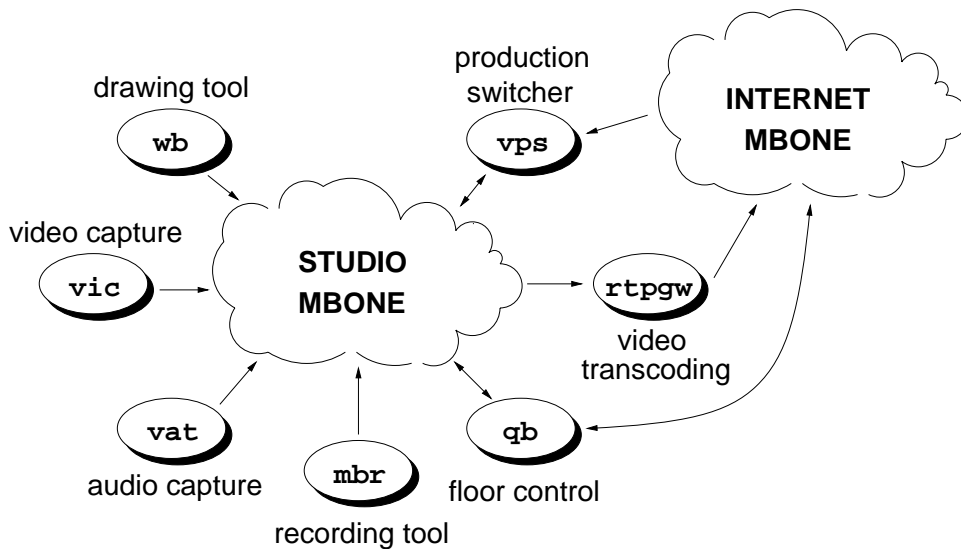 production
switcher
drawing tool
INTERNET
MBONE
wb
vps
video capture
STUDIO
MBONE
vic
rtpgw
video
transcoding
vat
qb
audio capture
mbr
floor control
recording tool